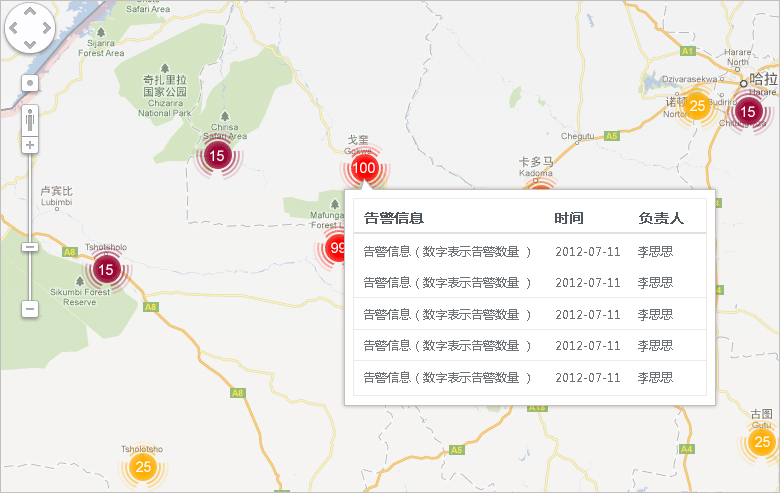 Safari Area
Sijarira
Forest Area
奇扎里拉
国家公园
Chizarira
National Park
A1
Harare
North
哈拉
Harare
Dzivarasekwa
诺顿
Norton
25
15
Chirisa
Safari Area
15
戈奎
Gokwe
100
Chegutu
A5
卡多马
Kadoma
卢宾比
Lubimbi
99
Tshotsholo
A8
15
Sikumbi Forest
Reserve
A8
告警信息 时间 负责人
告警信息（数字表示告警数量 ） 2012-07-11 李思思
告警信息（数字表示告警数量 ） 2012-07-11 李思思
告警信息（数字表示告警数量 ） 2012-07-11 李思思
告警信息（数字表示告警数量 ） 2012-07-11 李思思
告警信息（数字表示告警数量 ） 2012-07-11 李思思
A8
A18
A5
A4
古图
Gutu
25
Tsholotsho
25